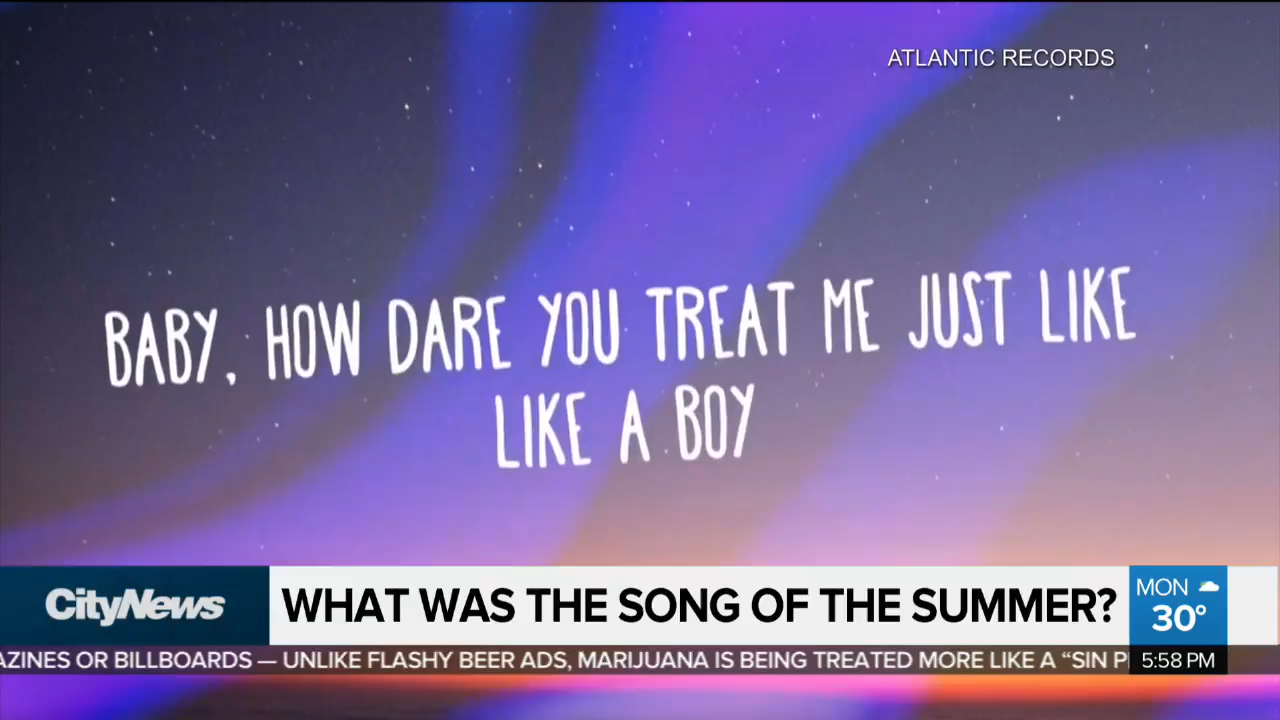 ATLANTIC RECORDS
BABY, HOW DARE YOU TREAT ME JUST LIKE
LIKE A BOY
CityNews
WHAT WAS THE SONG OF THE SUMMER?
MON
30°
AZINES OR BILLBOARDS — UNLIKE FLASHY BEER ADS, MARIJUANA IS BEING TREATED MORE LIKE A “SIN P
5:58 PM